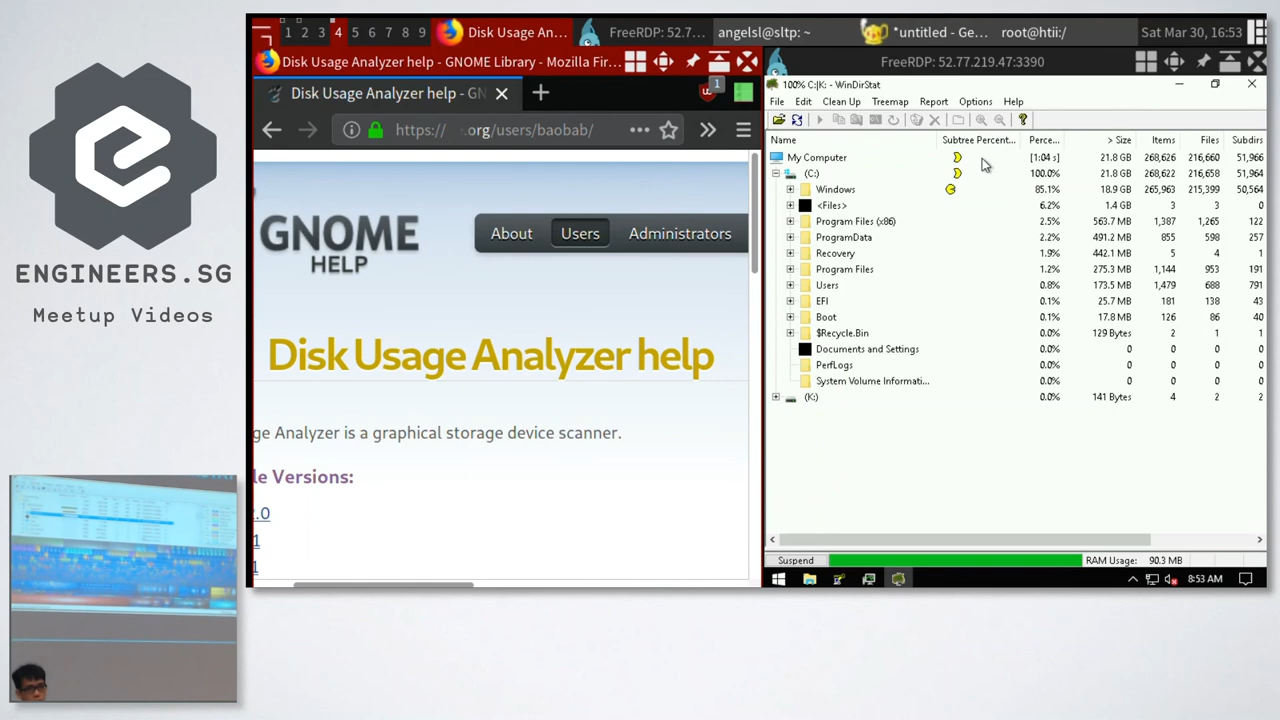 ENGINEERS.SG
Meetup Videos
1 2 3 4 5 6 7 8 9
Disk Usage An...
FreeRDP: 52.7...
angelsl@sltp: ~
*untitled - Ge...
root@htii:/
Sat Mar 30, 16:53
Disk Usage Analyzer help - GNOME Library - Mozilla Fir...
1
Disk Usage Analyzer help - GN
https://
.org/users/baobab/
GNOME
HELP
About
Users
Administrators
Disk Usage Analyzer help
ge Analyzer is a graphical storage device scanner.
le Versions:
.0
1
1
FreeRDP: 52.77.219.47:3390
100% C:|K: - WinDirStat
File Edit Clean Up Treemap Report Options Help
Name Subtree Percent... Perce... > Size Items Files Subdirs
My Computer [1:04 s] 21.8 GB 268,626 216,660 51,966
(C:) 100.0% 21.8 GB 268,622 216,658 51,964
Windows 85.1% 18.9 GB 265,963 215,399 50,564
<Files> 6.2% 1.4 GB 3 3 0
Program Files (x86) 2.5% 563.7 MB 1,387 1,265 122
ProgramData 2.2% 491.2 MB 855 598 257
Recovery 1.9% 442.1 MB 5 4 1
Program Files 1.2% 275.3 MB 1,144 953 191
Users 0.8% 173.5 MB 1,479 688 791
EFI 0.1% 25.7 MB 181 138 43
Boot 0.1% 17.8 MB 126 86 40
$Recycle.Bin 0.0% 129 Bytes 2 1 1
Documents and Settings 0.0% 0 0 0 0
PerfLogs 0.0% 0 0 0 0
System Volume Informati... 0.0% 0 0 0 0
(K:) 0.0% 141 Bytes 4 2 2
Suspend
RAM Usage: 90.3 MB
8:53 AM